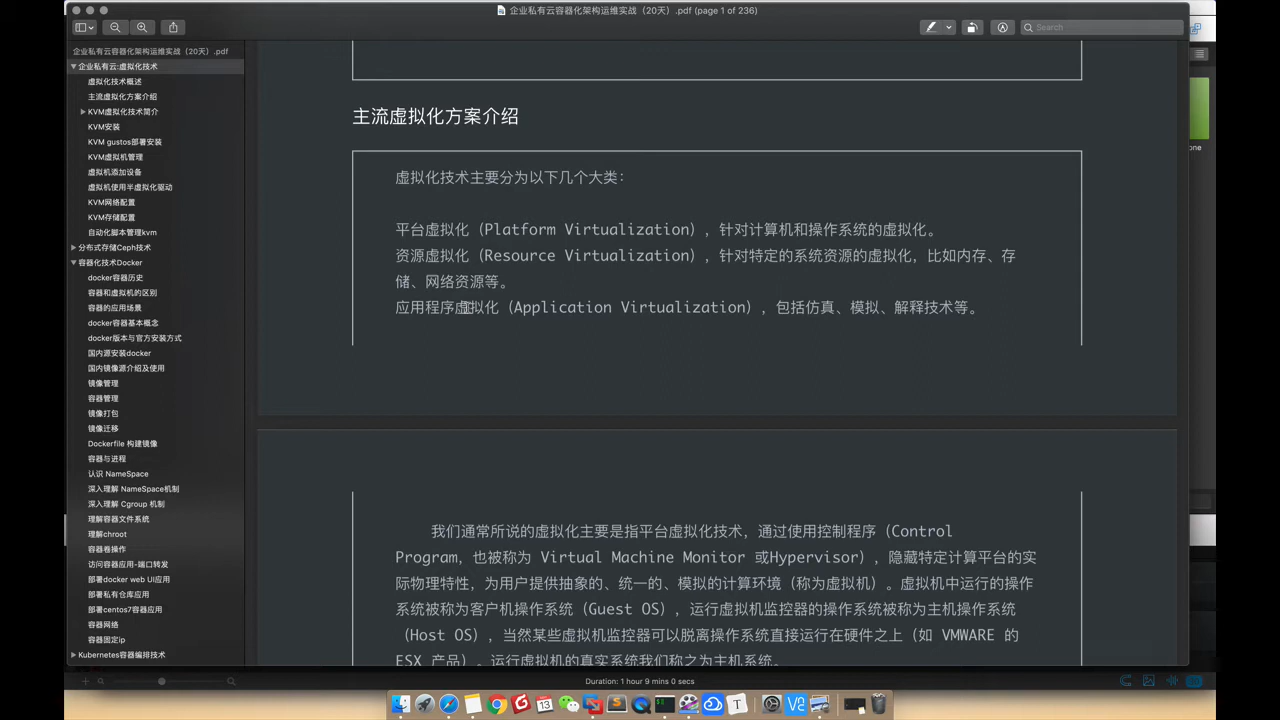 企业私有云容器化架构运维实战（20天）.pdf (page 1 of 236)
Search
企业私有云容器化架构运维实战（20天）.pdf
企业私有云:虚拟化技术
虚拟化技术概述
主流虚拟化方案介绍
KVM虚拟化技术简介
KVM安装
KVM gustos部署安装
KVM虚拟机管理
虚拟机添加设备
虚拟机使用半虚拟化驱动
KVM网络配置
KVM存储配置
自动化脚本管理kvm
分布式存储Ceph技术
容器化技术Docker
docker容器历史
容器和虚拟机的区别
容器的应用场景
docker容器基本概念
docker版本与官方安装方式
国内源安装docker
国内镜像源介绍及使用
镜像管理
容器管理
镜像打包
镜像迁移
Dockerfile 构建镜像
容器与进程
认识 NameSpace
深入理解 NameSpace机制
深入理解 Cgroup 机制
理解容器文件系统
理解chroot
容器卷操作
访问容器应用-端口转发
部署docker web UI应用
部署私有仓库应用
部署centos7容器应用
容器网络
容器固定ip
Kubernetes容器编排技术
主流虚拟化方案介绍
虚拟化技术主要分为以下几个大类：
平台虚拟化（Platform Virtualization），针对计算机和操作系统的虚拟化。
资源虚拟化（Resource Virtualization），针对特定的系统资源的虚拟化，比如内存、存
储、网络资源等。
应用程序虚拟化（Application Virtualization），包括仿真、模拟、解释技术等。
我们通常所说的虚拟化主要是指平台虚拟化技术，通过使用控制程序（Control
Program，也被称为 Virtual Machine Monitor 或Hypervisor），隐藏特定计算平台的实
际物理特性，为用户提供抽象的、统一的、模拟的计算环境（称为虚拟机）。虚拟机中运行的操作
系统被称为客户机操作系统（Guest OS），运行虚拟机监控器的操作系统被称为主机操作系统
（Host OS），当然某些虚拟机监控器可以脱离操作系统直接运行在硬件之上（如 VMWARE 的
ESX 产品）。运行虚拟机的真实系统我们称之为主机系统。
one
Duration: 1 hour 9 mins 0 secs
13
T